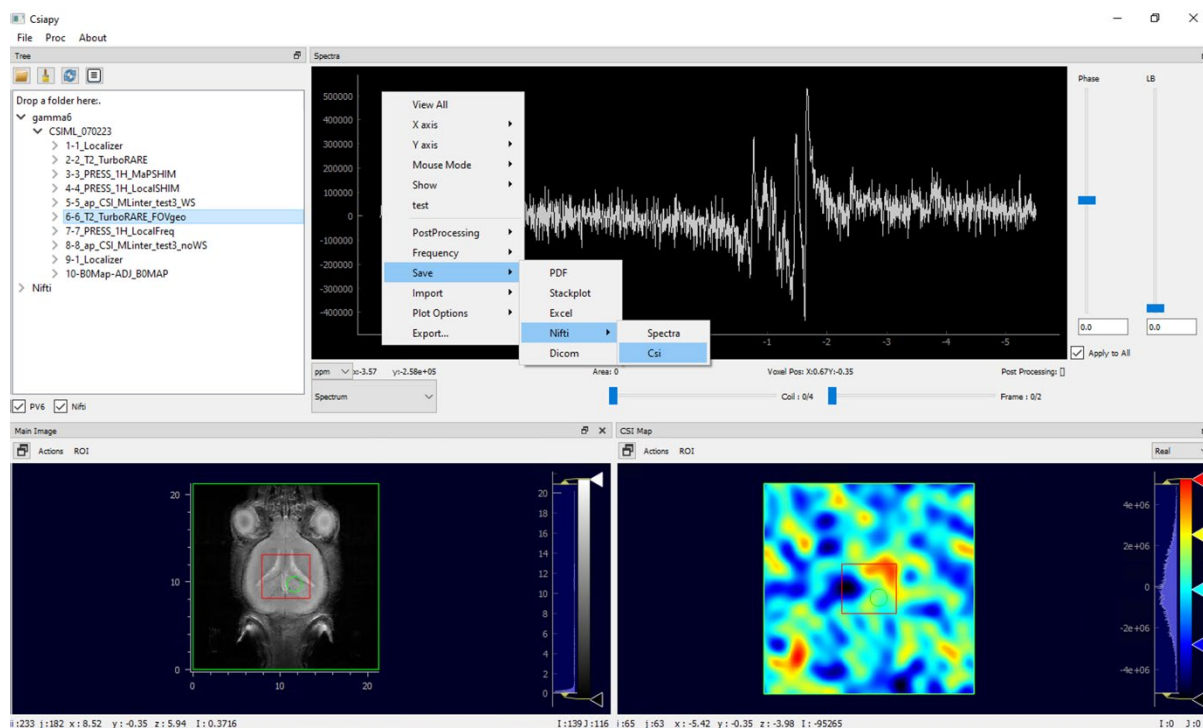 Csiapy
File Proc About
Tree
Spectra
Drop a folder here:.
gamma6
CSIML_070223
1-1_Localizer
2-2_T2_TurboRARE
3-3_PRESS_1H_MaPSHIM
4-4_PRESS_1H_LocalSHIM
5-5_ap_CSI_MLinter_test3_WS
6-6_T2_TurboRARE_FOVgeo
7-7_PRESS_1H_LocalFreq
8-8_ap_CSI_MLinter_test3_noWS
9-1_Localizer
10-B0Map-ADJ_B0MAP
Nifti
PV6 Nifti
500000
400000
300000
200000
100000
0
-100000
-200000
-300000
-400000
View All
X axis
Y axis
Mouse Mode
Show
test
PostProcessing
Frequency
Save
Import
Plot Options
Export...
PDF
Stackplot
Excel
Nifti
Dicom
Spectra
Csi
-1 -2 -3 -4 -5
Phase LB
0.0 0.0
Apply to All
ppm x:-3.57 y:-2.58e+05 Area: 0 Voxel Pos: X:0.67Y:-0.35 Post Processing: []
Spectrum Coil : 0/4 Frame : 0/2
Main Image
Actions ROI
20
10
0
0 10 20
20
18
16
14
12
10
8
6
4
2
0
CSI Map
Actions ROI Real
4e+06
2e+06
0
-2e+06
-4e+06
i:233 j:182 x: 8.52 y: -0.35 z: 5.94 I: 0.3716 I:139J:116
i:65 j:63 x: -5.42 y: -0.35 z: -3.98 I: -95265 I:0 J:0